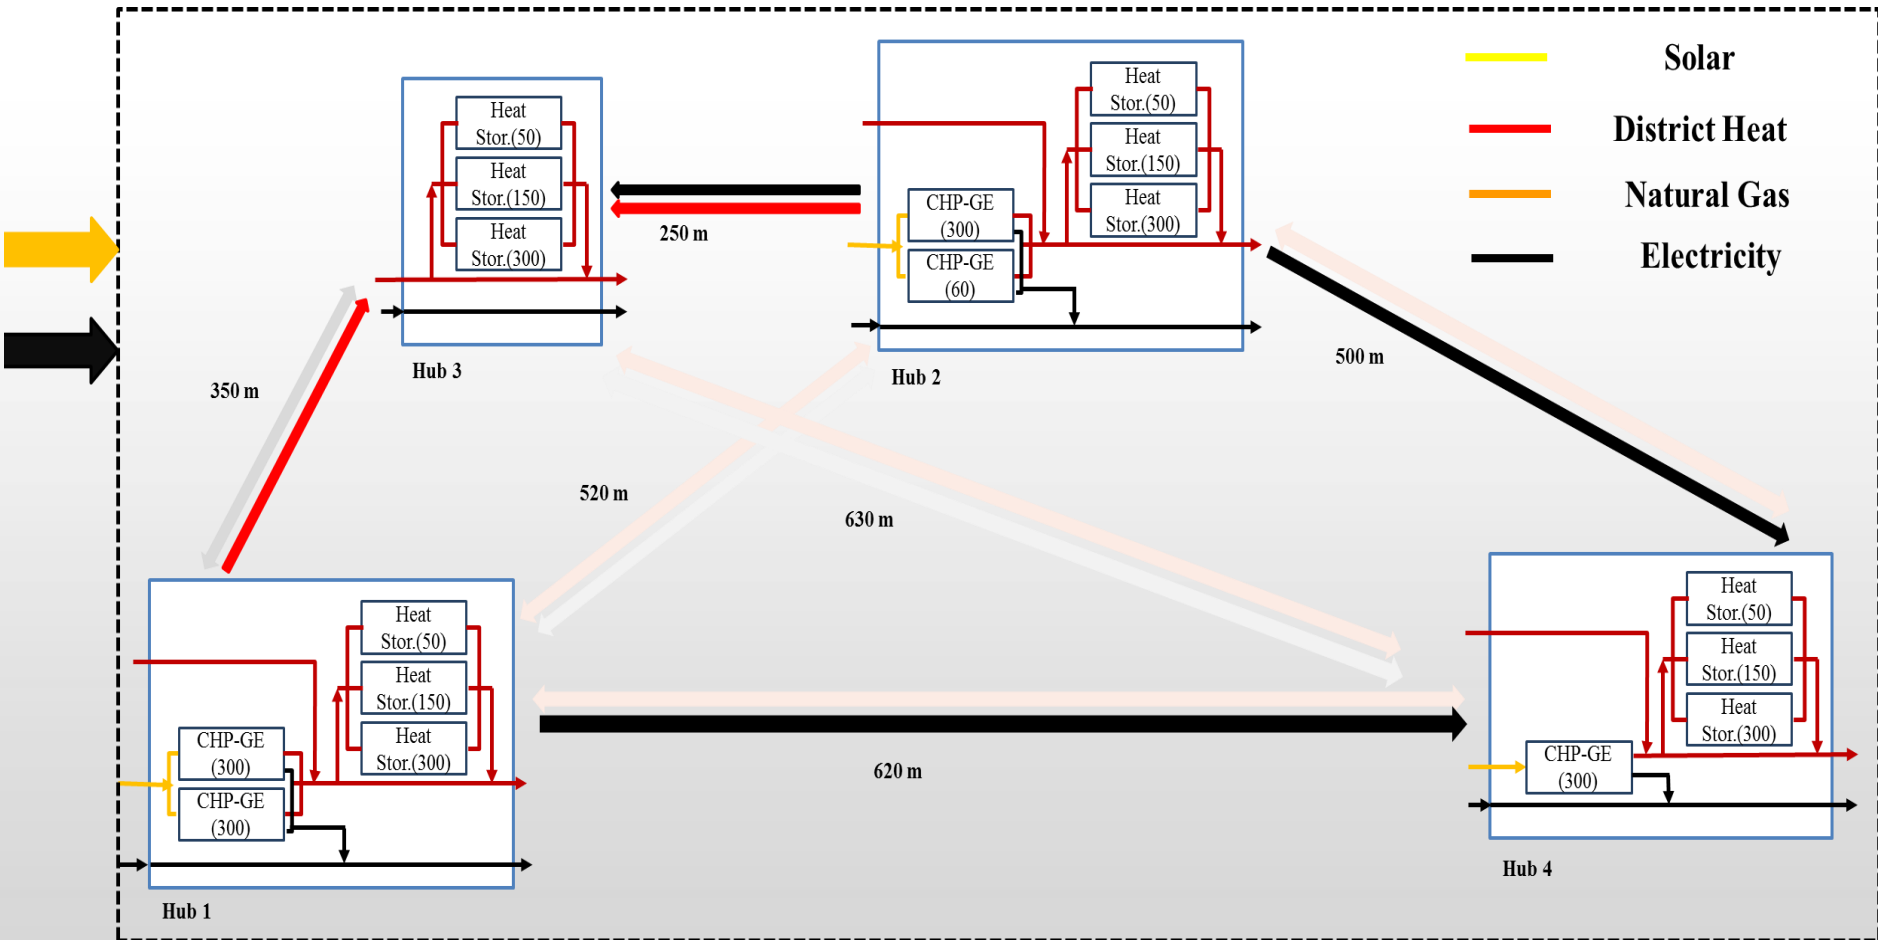 Solar
District Heat
Natural Gas
Electricity
Heat
Stor.(50)
Heat
Stor.(150)
Heat
Stor.(300)
Hub 3
Heat
Stor.(50)
Heat
Stor.(150)
Heat
Stor.(300)
CHP-GE
(300)
CHP-GE
(60)
Hub 2
250 m
350 m
500 m
520 m
630 m
620 m
Heat
Stor.(50)
Heat
Stor.(150)
Heat
Stor.(300)
CHP-GE
(300)
CHP-GE
(300)
Hub 1
Heat
Stor.(50)
Heat
Stor.(150)
Heat
Stor.(300)
CHP-GE
(300)
Hub 4